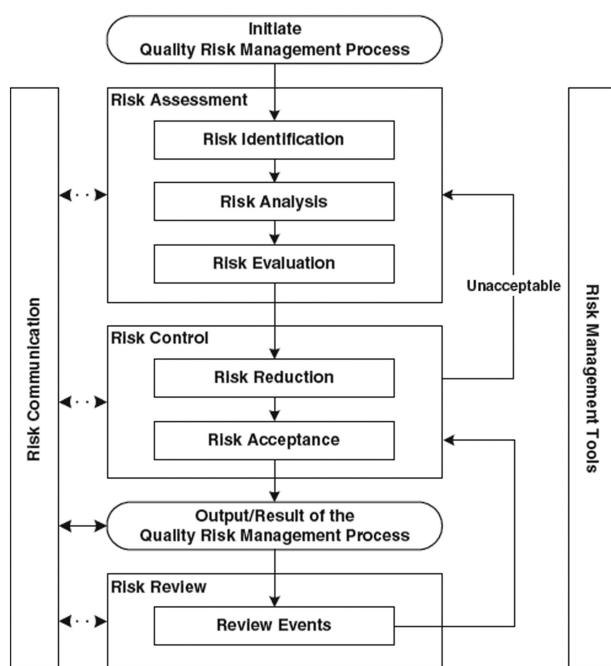 Initiate
Quality Risk Management Process
Risk Assessment
Risk Identification
Risk Analysis
Risk Evaluation
Unacceptable
Risk Control
Risk Reduction
Risk Acceptance
Output/Result of the
Quality Risk Management Process
Risk Review
Review Events
Risk Communication
Risk Management Tools